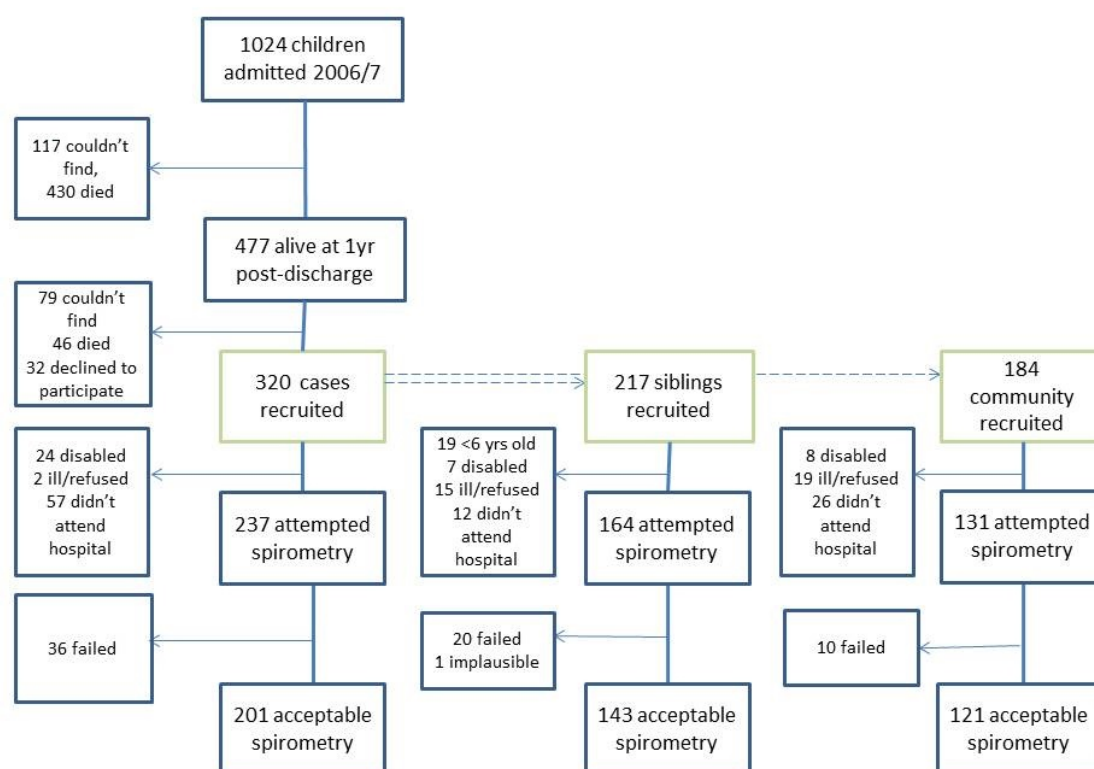 1024 children
admitted 2006/7
117 couldn't
find,
430 died
477 alive at 1yr
post-discharge
79 couldn't
find
46 died
32 declined to
participate
320 cases
recruited
217 siblings
recruited
184
community
recruited
24 disabled
2 ill/refused
57 didn't
attend
hospital
19 <6 yrs old
7 disabled
15 ill/refused
12 didn't
attend
hospital
8 disabled
19 ill/refused
26 didn't
attend
hospital
237 attempted
spirometry
164 attempted
spirometry
131 attempted
spirometry
36 failed
20 failed
1 implausible
10 failed
201 acceptable
spirometry
143 acceptable
spirometry
121 acceptable
spirometry